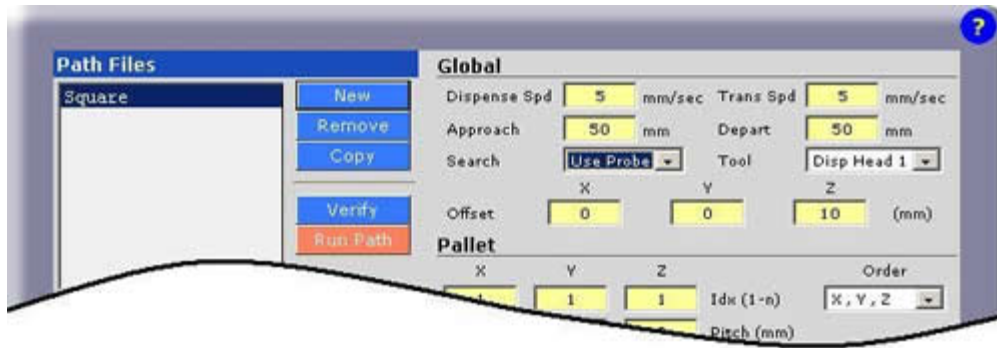 ?
Path Files
Square
New
Remove
Copy
Verify
Run Path
Global
Dispense Spd 5 mm/sec Trans Spd 5 mm/sec
Approach 50 mm Depart 50 mm
Search Use Probe Tool Disp Head 1
X Y Z
Offset 0 0 10 (mm)
Pallet
X Y Z Order
1 1 1 Idx (1-n) X, Y, Z
Pitch (mm)